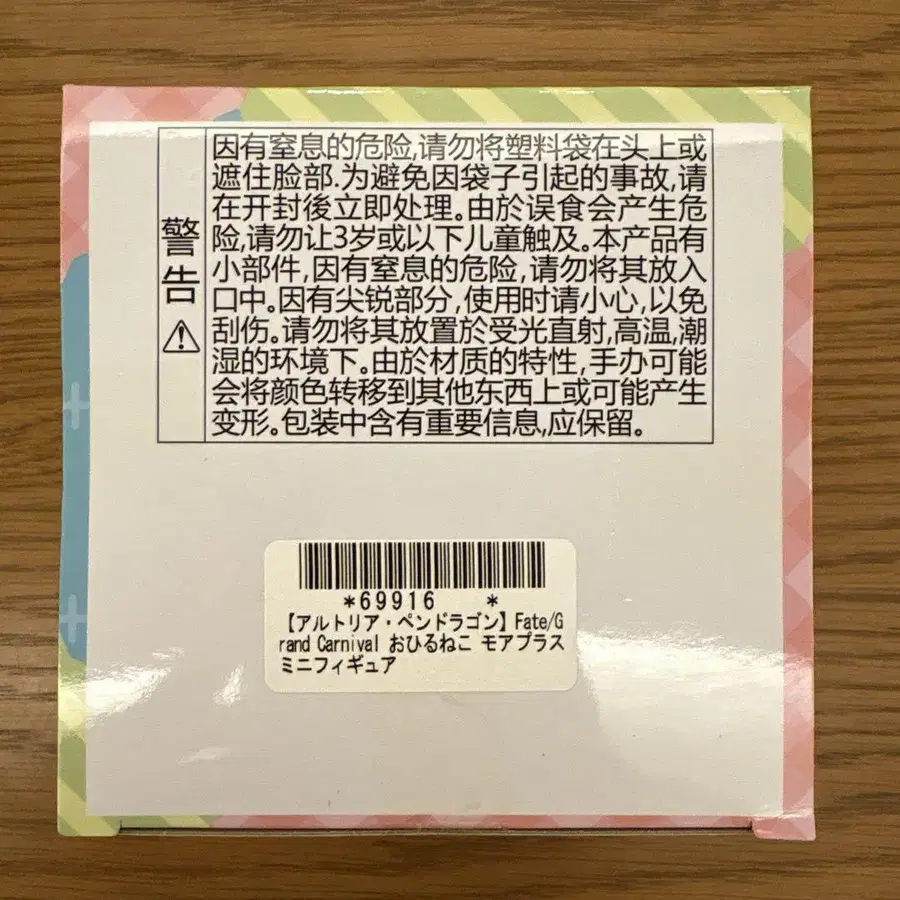 警告
因有窒息的危险,请勿将塑料袋在头上或
遮住脸部.为避免因袋子引起的事故,请
在开封後立即处理。由於误食会产生危
险,请勿让3岁或以下儿童触及。本产品有
小部件,因有窒息的危险,请勿将其放入
口中。因有尖锐部分,使用时请小心,以免
刮伤。请勿将其放置於受光直射,高温,潮
湿的环境下。由於材质的特性,手办可能
会将颜色转移到其他东西上或可能产生
变形。包装中含有重要信息,应保留。
*69916 *
【アルトリア・ペンドラゴン】Fate/G
rand Carnival おひるねこ モアプラス
ミニフィギュア